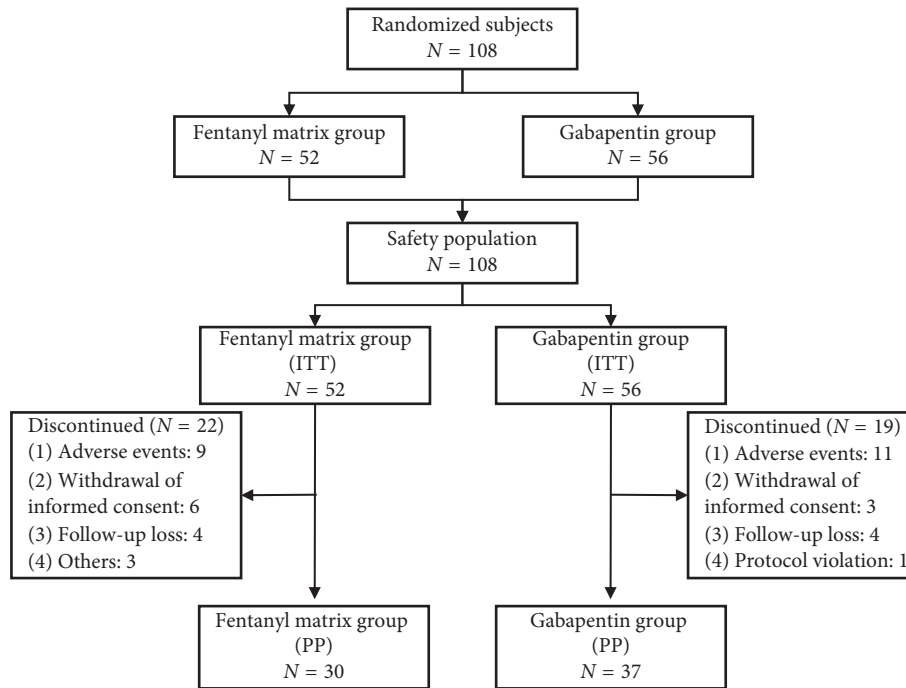 Randomized subjects
N = 108
Fentanyl matrix group
N = 52
Gabapentin group
N = 56
Safety population
N = 108
Fentanyl matrix group
(ITT)
N = 52
Gabapentin group
(ITT)
N = 56
Discontinued (N = 22)
(1) Adverse events: 9
(2) Withdrawal of
informed consent: 6
(3) Follow-up loss: 4
(4) Others: 3
Discontinued (N = 19)
(1) Adverse events: 11
(2) Withdrawal of
informed consent: 3
(3) Follow-up loss: 4
(4) Protocol violation: 1
Fentanyl matrix group
(PP)
N = 30
Gabapentin group
(PP)
N = 37